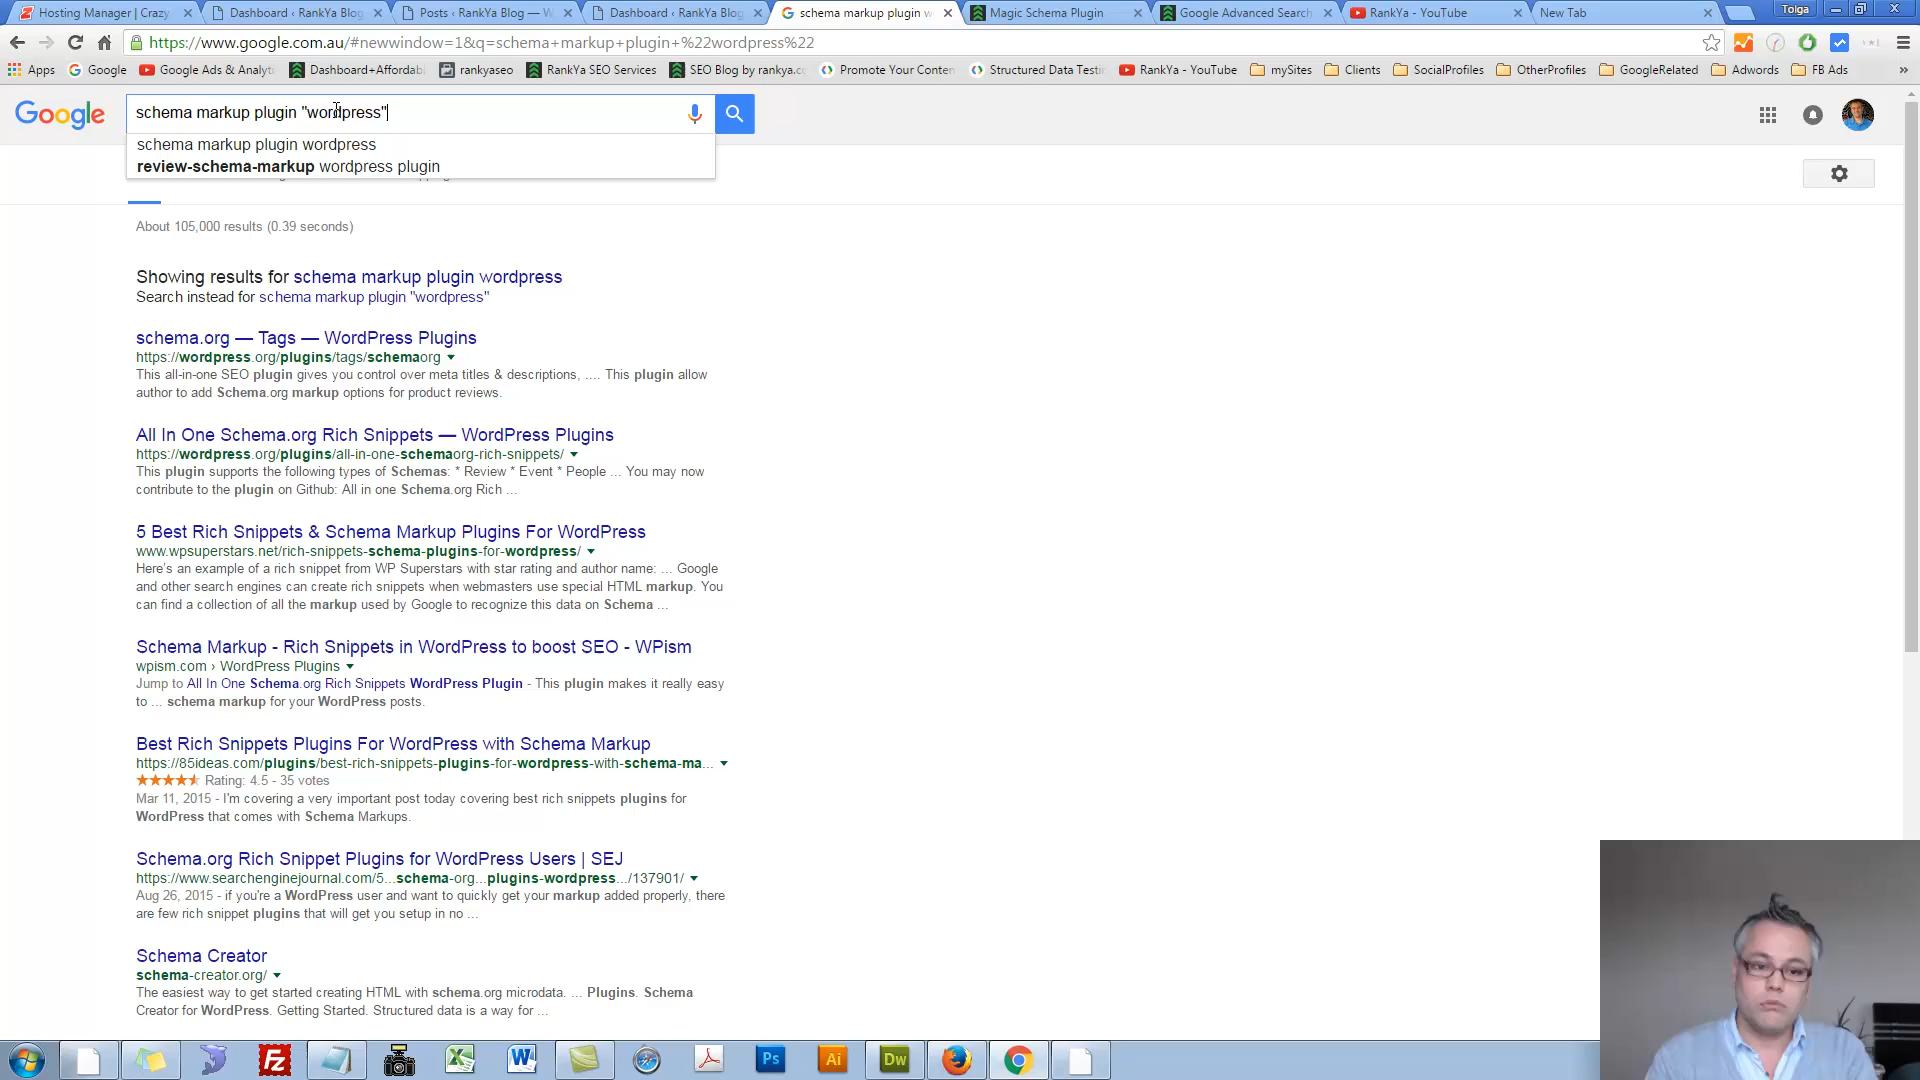 Hosting Manager | Crazy
Dashboard ‹ RankYa Blog
Posts ‹ RankYa Blog — W
Dashboard ‹ RankYa Blog
schema markup plugin w
Magic Schema Plugin
Google Advanced Search
RankYa - YouTube
New Tab
Tolga
https://www.google.com.au/#newwindow=1&q=schema+markup+plugin+%22wordpress%22
Apps
Google
Google Ads & Analyti
Dashboard+Affordabl
rankyaseo
RankYa SEO Services
SEO Blog by rankya.co
Promote Your Conten
Structured Data Testi
RankYa - YouTube
mySites
Clients
SocialProfiles
OtherProfiles
GoogleRelated
Adwords
FB Ads
»
Google
schema markup plugin "wordpress"
schema markup plugin wordpress
review-schema-markup wordpress plugin
About 105,000 results (0.39 seconds)
Showing results for schema markup plugin wordpress
Search instead for schema markup plugin "wordpress"
schema.org — Tags — WordPress Plugins
https://wordpress.org/plugins/tags/schemaorg
This all-in-one SEO plugin gives you control over meta titles & descriptions, .... This plugin allow
author to add Schema.org markup options for product reviews.
All In One Schema.org Rich Snippets — WordPress Plugins
https://wordpress.org/plugins/all-in-one-schemaorg-rich-snippets/
This plugin supports the following types of Schemas: * Review * Event * People ... You may now
contribute to the plugin on Github: All in one Schema.org Rich ...
5 Best Rich Snippets & Schema Markup Plugins For WordPress
www.wpsuperstars.net/rich-snippets-schema-plugins-for-wordpress/
Here's an example of a rich snippet from WP Superstars with star rating and author name: ... Google
and other search engines can create rich snippets when webmasters use special HTML markup. You
can find a collection of all the markup used by Google to recognize this data on Schema ...
Schema Markup - Rich Snippets in WordPress to boost SEO - WPism
wpism.com › WordPress Plugins
Jump to All In One Schema.org Rich Snippets WordPress Plugin - This plugin makes it really easy
to ... schema markup for your WordPress posts.
Best Rich Snippets Plugins For WordPress with Schema Markup
https://85ideas.com/plugins/best-rich-snippets-plugins-for-wordpress-with-schema-ma...
Rating: 4.5 - 35 votes
Mar 11, 2015 - I'm covering a very important post today covering best rich snippets plugins for
WordPress that comes with Schema Markups.
Schema.org Rich Snippet Plugins for WordPress Users | SEJ
https://www.searchenginejournal.com/5...schema-org...plugins-wordpress.../137901/
Aug 26, 2015 - if you're a WordPress user and want to quickly get your markup added properly, there
are few rich snippet plugins that will get you setup in no ...
Schema Creator
schema-creator.org/
The easiest way to get started creating HTML with schema.org microdata. ... Plugins. Schema
Creator for WordPress. Getting Started. Structured data is a way for ...
Fz
W
Ps
Ai
Dw